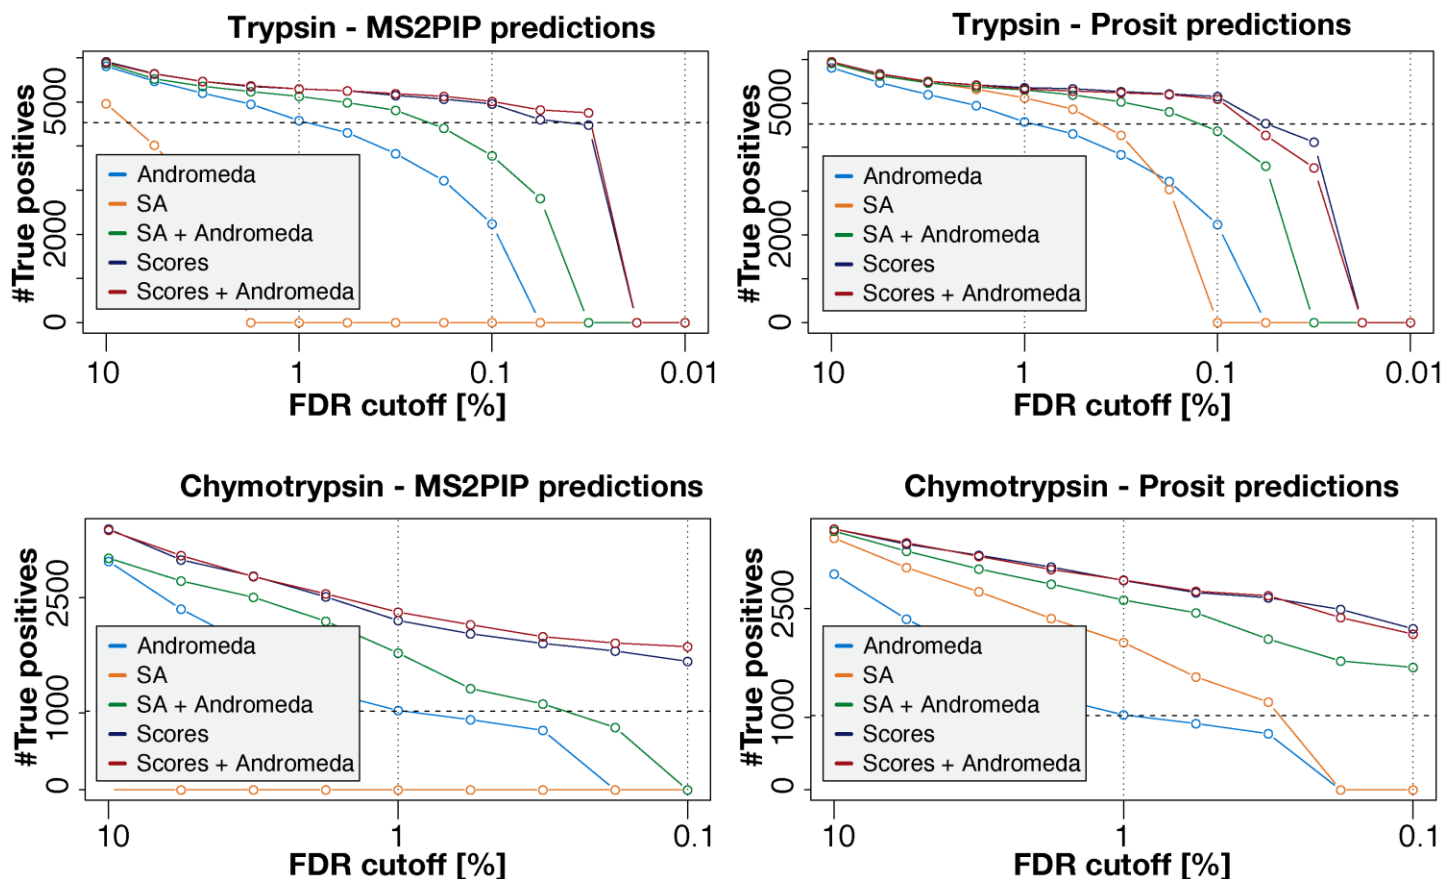 Trypsin - MS2PIP predictions
#True positives
5000
2000
0
Andromeda
SA
SA + Andromeda
Scores
Scores + Andromeda
10
1
0.1
0.01
FDR cutoff [%]
Trypsin - Prosit predictions
#True positives
5000
2000
0
Andromeda
SA
SA + Andromeda
Scores
Scores + Andromeda
10
1
0.1
0.01
FDR cutoff [%]
Chymotrypsin - MS2PIP predictions
#True positives
2500
1000
0
Andromeda
SA
SA + Andromeda
Scores
Scores + Andromeda
10
1
0.1
FDR cutoff [%]
Chymotrypsin - Prosit predictions
#True positives
2500
1000
0
Andromeda
SA
SA + Andromeda
Scores
Scores + Andromeda
10
1
0.1
FDR cutoff [%]